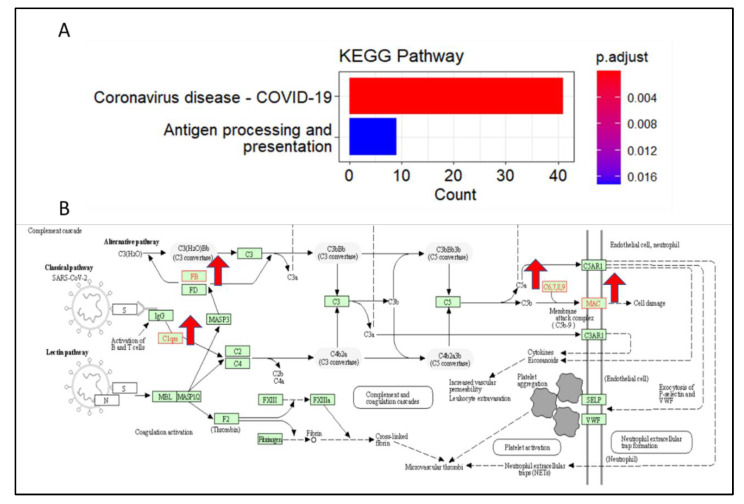 A
KEGG Pathway
p.adjust
Coronavirus disease - COVID-19
Antigen processing and
presentation
0.004
0.008
0.012
0.016
0
10
20
30
40
Count
B
Complement cascade
Alternative pathway
C3(H2O)
C3(H2O)Bb
(C3 convertase)
C3
C3a
FB
FD
C3bBb
(C3 convertase)
C3bBb3b
(C5 convertase)
Endothelial cell, neutrophil
C5AR1
C5a
C6,7,8,9
Classical pathway
SARS-CoV-2
S
IgG
MASP3
C3
C3b
C5
C5b
MAC
Cell damage
Membrane
attack complex
(C5b-9)
Activation of
B and T cells
C1qrs
C3a
C3AR1
Lectin pathway
C2
C4
C2b
C4a
C4b2a
(C3 convertase)
C4b2a3b
(C5 convertase)
Cytokines
Eicosanoids
Increased vascular
permeability
Leukocyte extravasation
Platelet
aggregation
(Endothelial cell)
Exocytosis of
P-selectin and
VWF
S
N
MBL
MASP1/2
Complement and
coagulation cascades
SELP
VWF
F2
(Thrombin)
FXIII
FXIIIa
Coagulation activation
Fibrinogen
Fibrin
Cross-linked
fibrin
Platelet activation
Neutrophil extracellular
trap formation
(Neutrophil)
Microvascular thrombi
Neutrophil extracellular
traps (NETs)